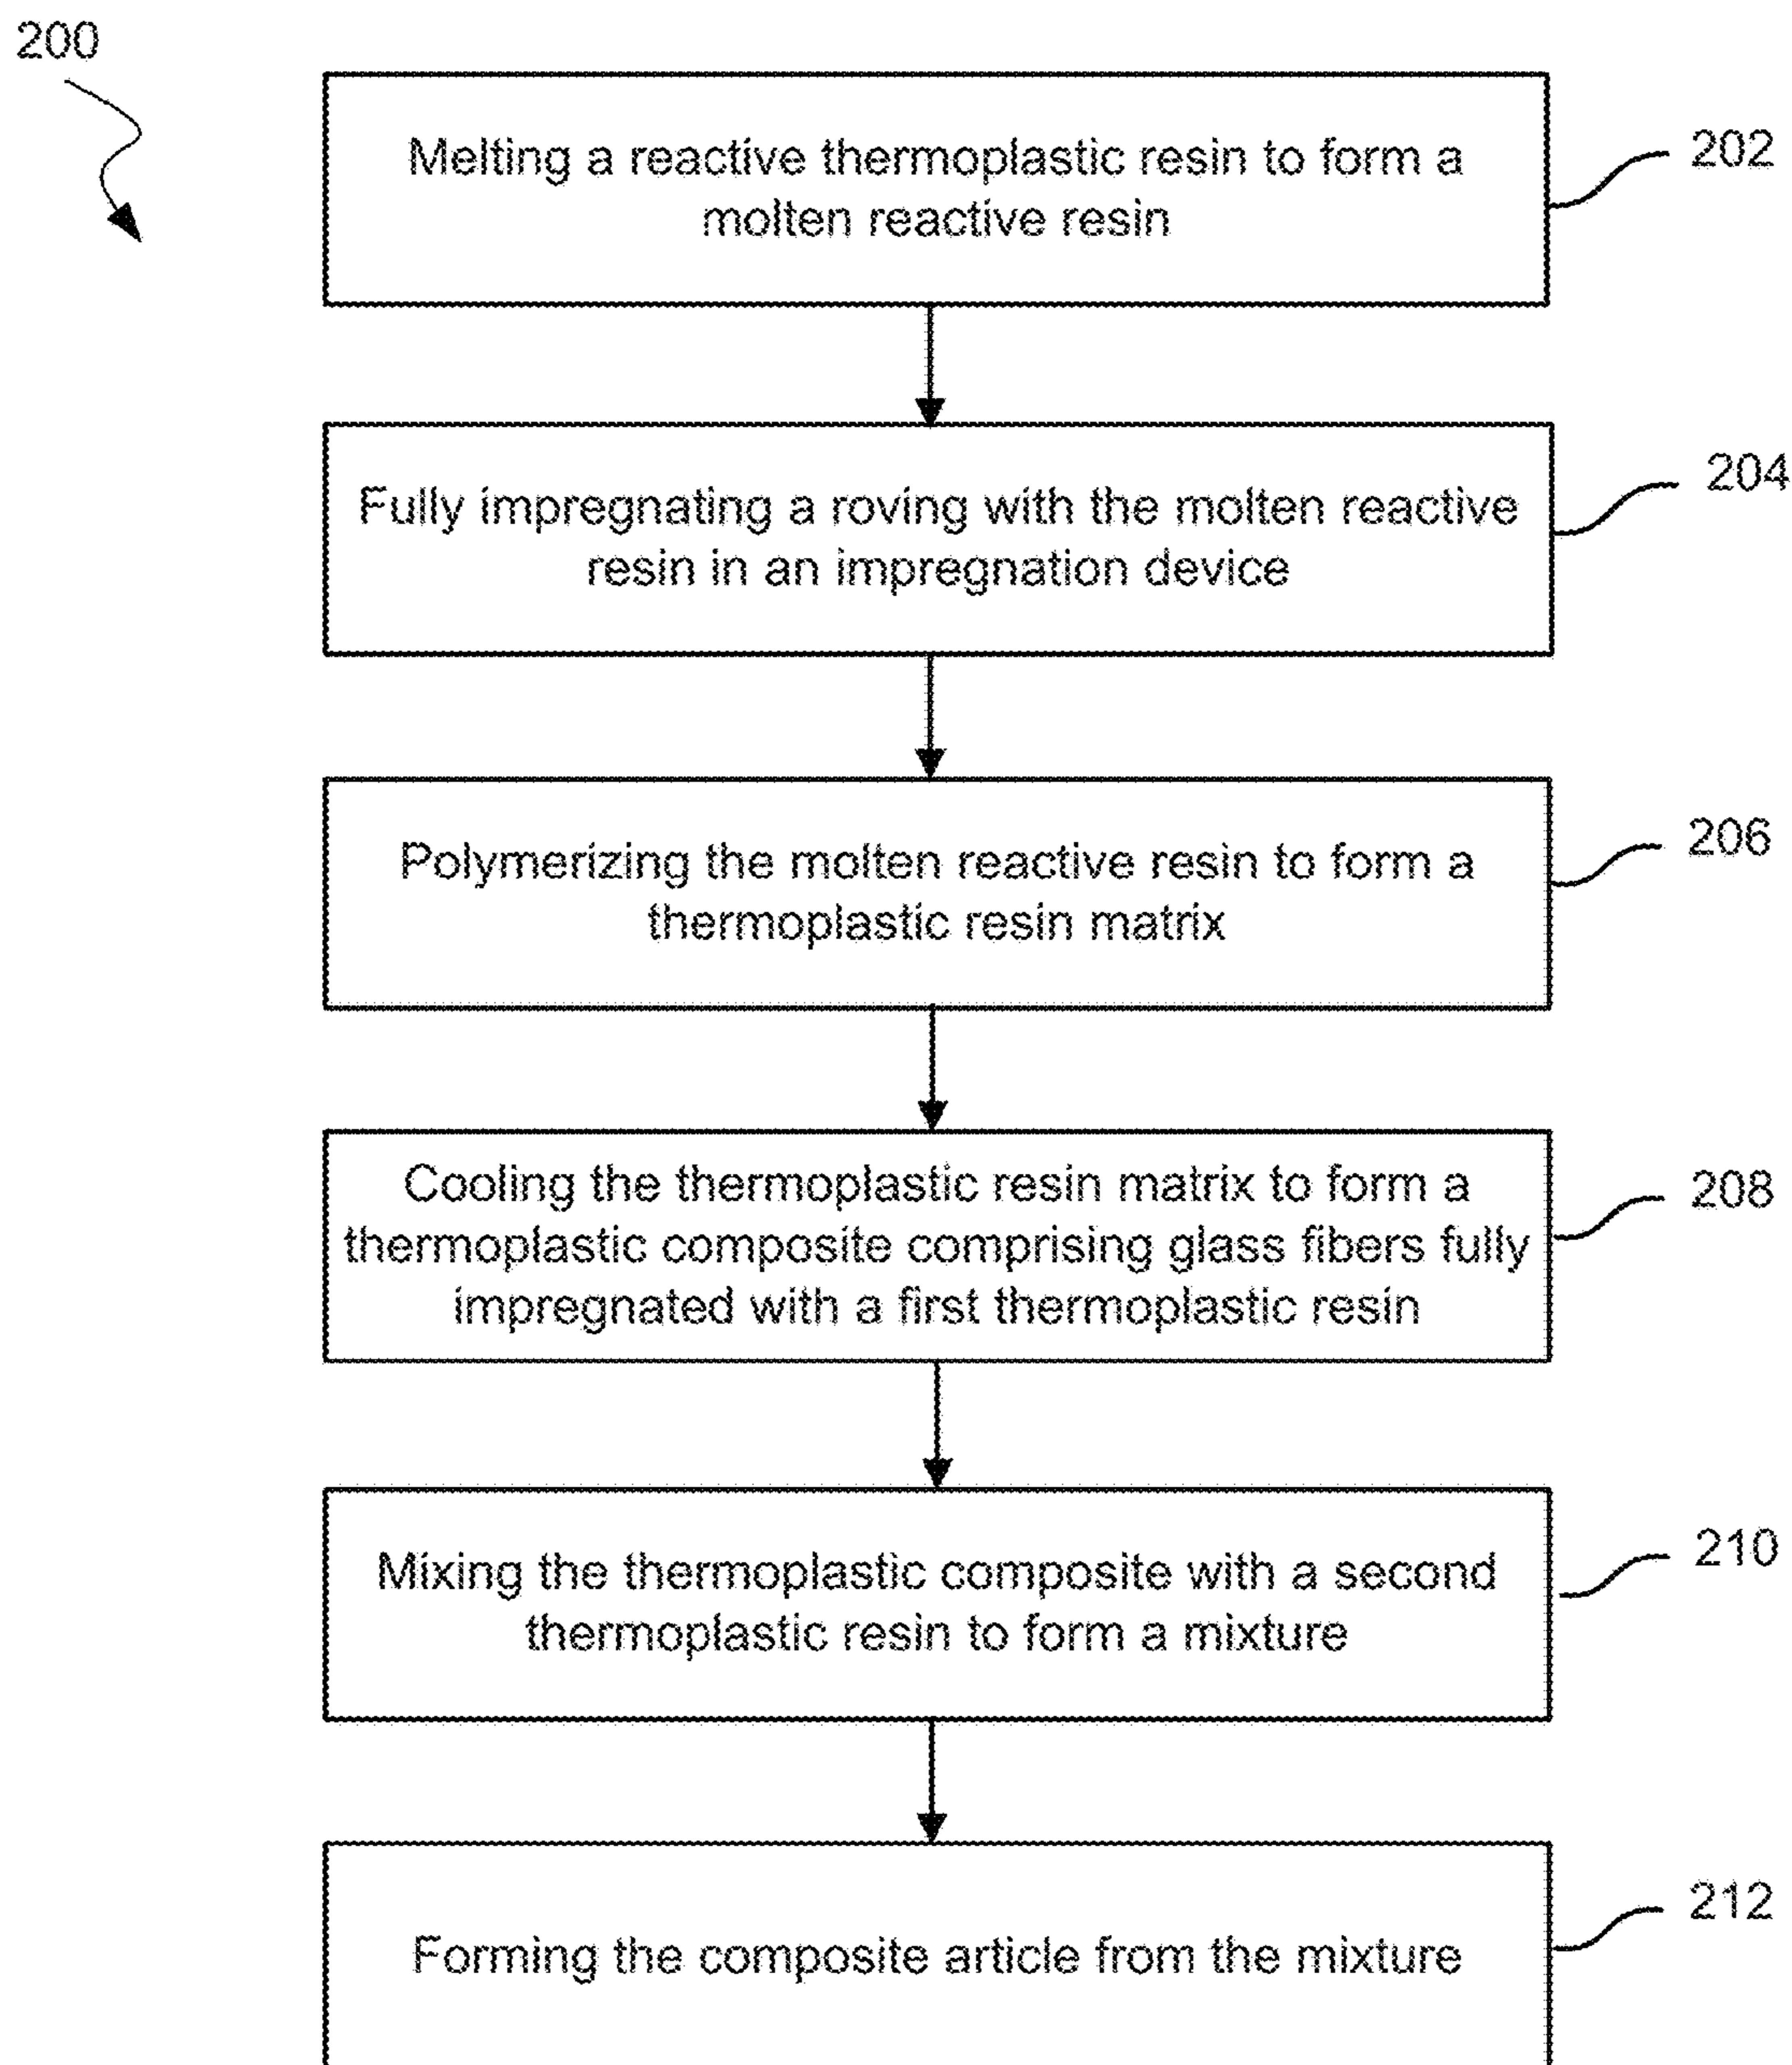 200
Melting a reactive thermoplastic resin to form a
molten reactive resin
202
Fully impregnating a roving with the molten reactive
resin in an impregnation device
204
Polymerizing the molten reactive resin to form a
thermoplastic resin matrix
206
Cooling the thermoplastic resin matrix to form a
thermoplastic composite comprising glass fibers fully
impregnated with a first thermoplastic resin
208
Mixing the thermoplastic composite with a second
thermoplastic resin to form a mixture
210
Forming the composite article from the mixture
212